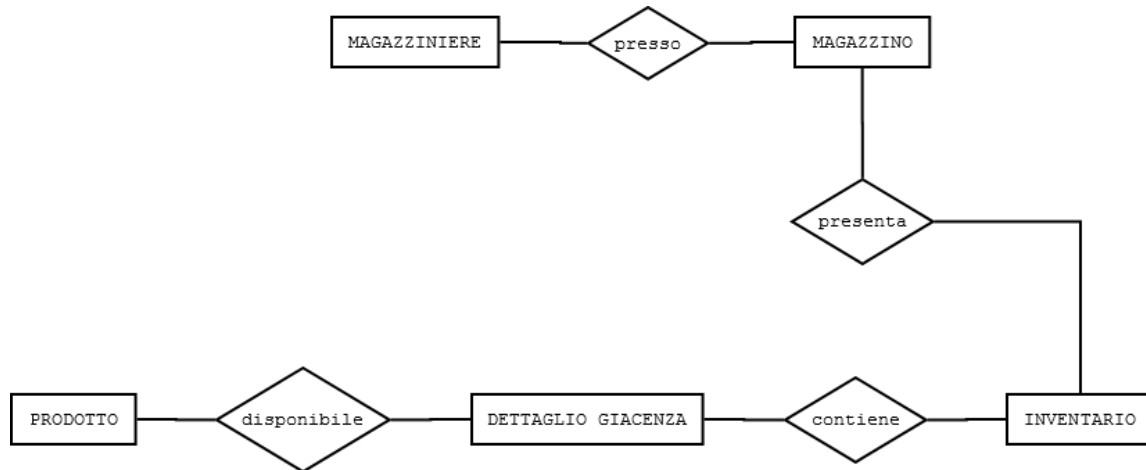 MAGAZZINIERE
presso
MAGAZZINO
presenta
PRODOTTO
disponibile
DETTAGLIO GIACENZA
contiene
INVENTARIO